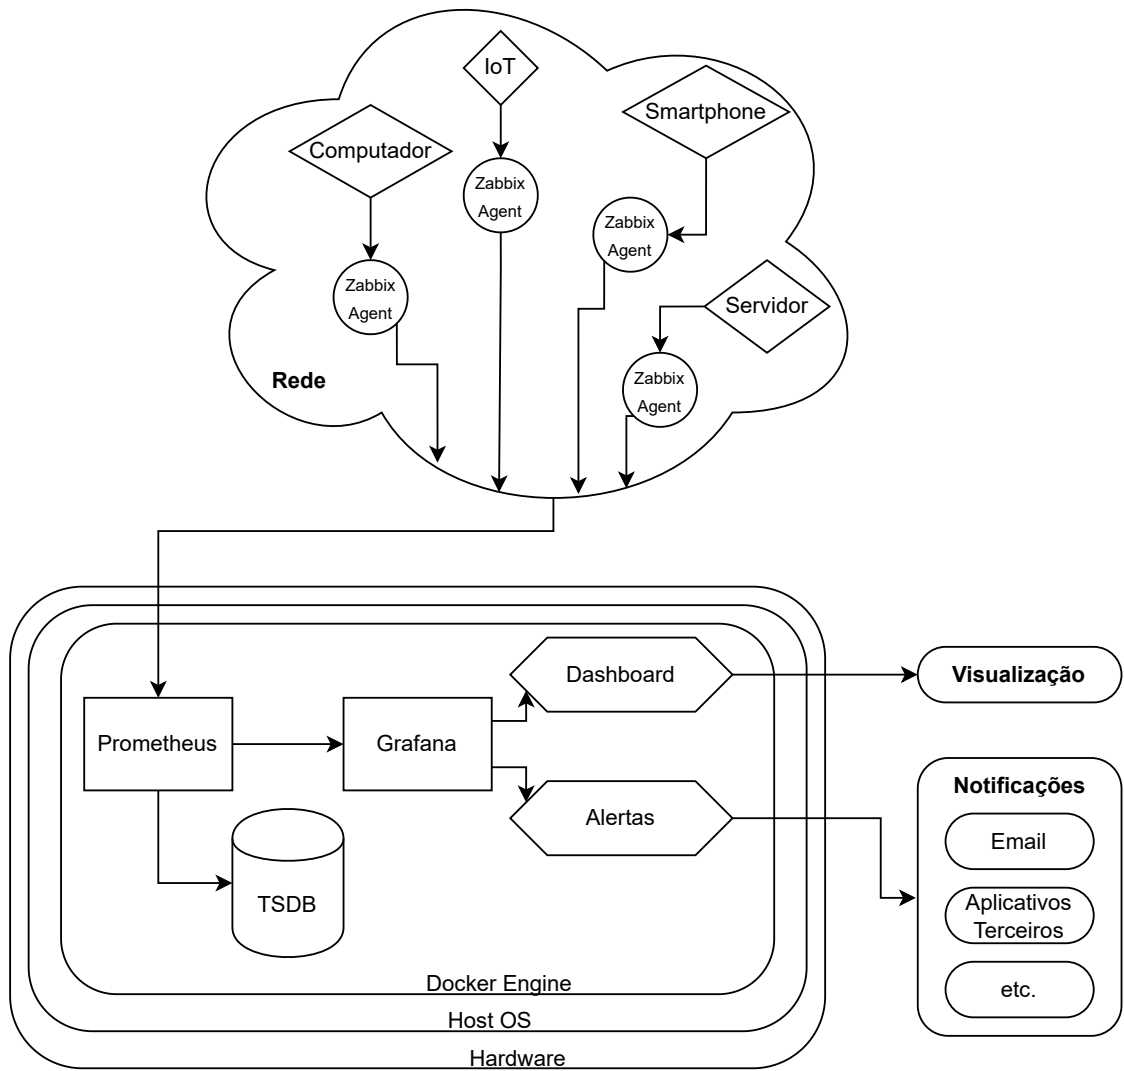 IoT
Smartphone
Computador
Zabbix
Agent
Zabbix
Agent
Zabbix
Agent
Servidor
Zabbix
Agent
Rede
Dashboard
Visualização
Prometheus
Grafana
Alertas
TSDB
Notificações
Email
Aplicativos
Terceiros
etc.
Docker Engine
Host OS
Hardware